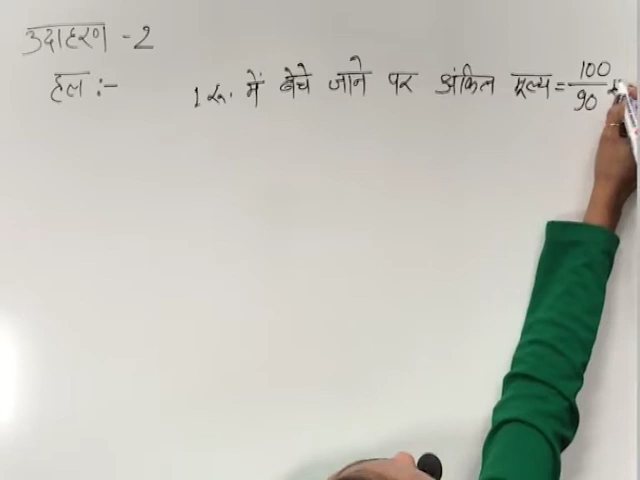 उदाहरण - 2
हल :- 1 रू. में बेचे जाने पर अंकित मूल्य = 100/90